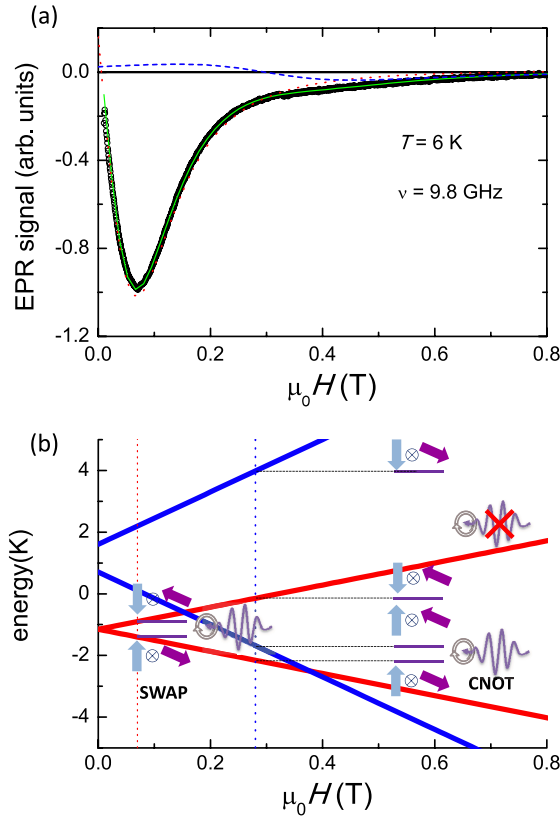 (a)
0.0
-0.4
-0.8
-1.2
EPR signal (arb. units)
T = 6 K
ν = 9.8 GHz
0.0 0.2 0.4 0.6 0.8
μ₀H (T)
(b)
4
2
0
-2
-4
energy(K)
SWAP
CNOT
0.0 0.2 0.4 0.6 0.8
μ₀H (T)